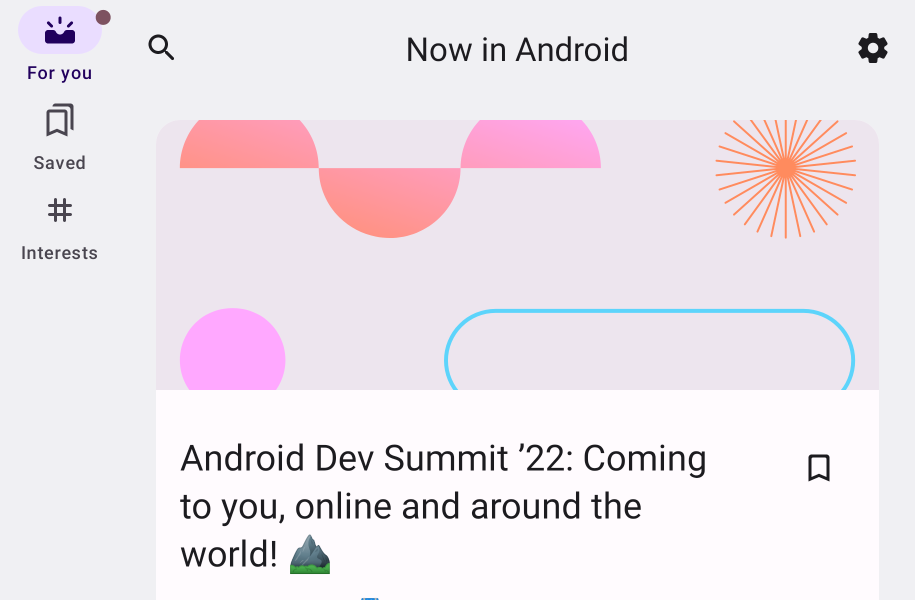 Now in Android
For you
Saved
Interests
Android Dev Summit ’22: Coming
to you, online and around the
world! ⛰️